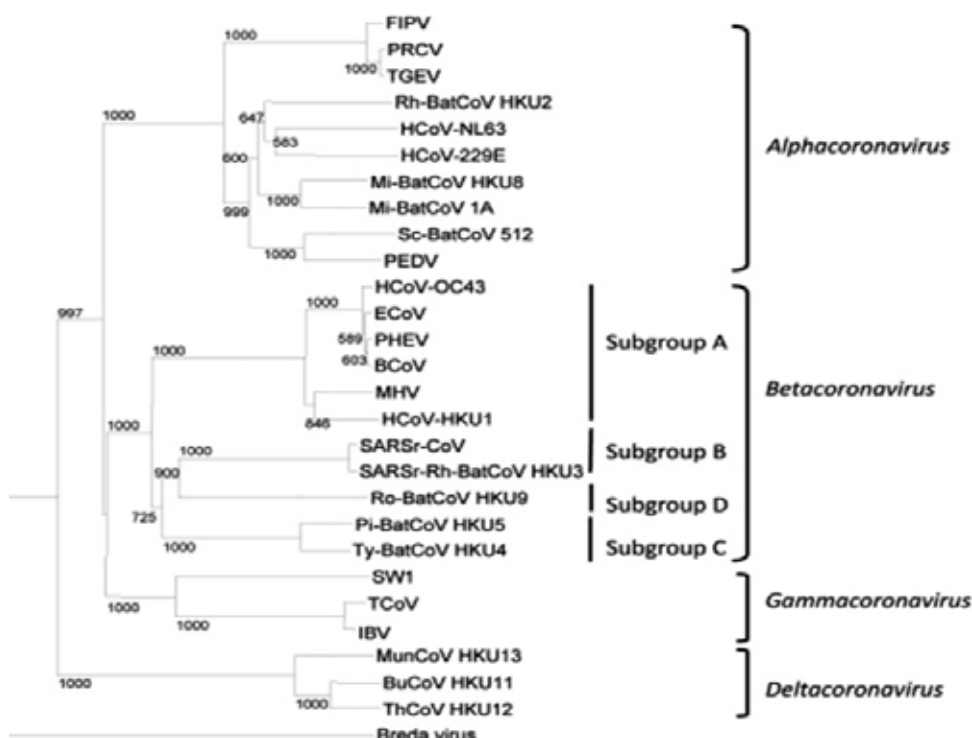 FIPV
1000
PRCV
1000
TGEV
1000
Rh-BatCoV HKU2
647
HCoV-NL63
583
600
HCoV-229E
Mi-BatCoV HKU8
1000
999
Mi-BatCoV 1A
Sc-BatCoV 512
1000
PEDV
Alphacoronavirus
HCoV-OC43
1000
997
ECoV
589
PHEV
603
BCoV
1000
MHV
846
HCoV-HKU1
Subgroup A
1000
SARSr-CoV
1000
SARSr-Rh-BatCoV HKU3
Subgroup B
900
Ro-BatCoV HKU9
Subgroup D
725
Pi-BatCoV HKU5
1000
Ty-BatCoV HKU4
Subgroup C
Betacoronavirus
SW1
1000
TCoV
1000
IBV
Gammacoronavirus
MunCoV HKU13
1000
BuCoV HKU11
1000
ThCoV HKU12
Deltacoronavirus
Breda virus